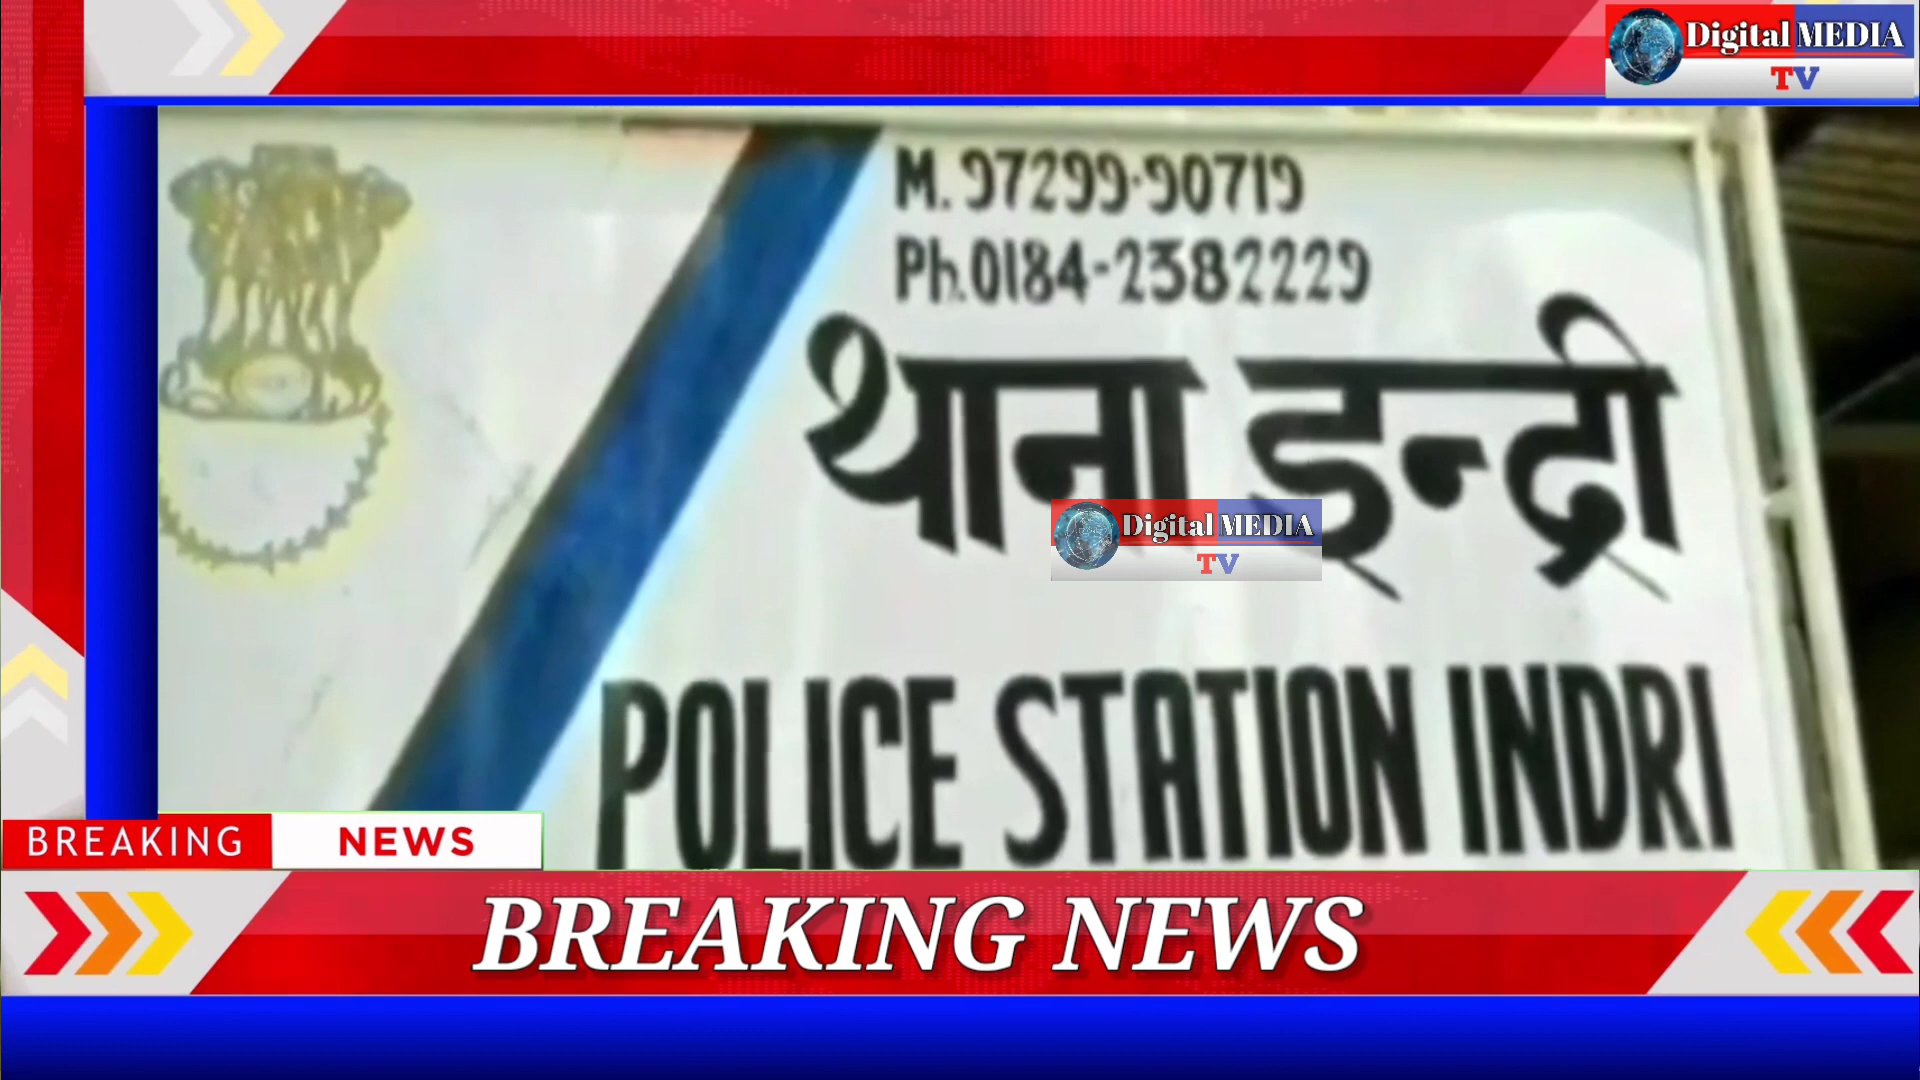 Digital MEDIA
TV
M. 97299-90719
Ph.0184-2382229
थाना इन्द्री
Digital MEDIA
TV
POLICE STATION INDRI
BREAKING NEWS
BREAKING NEWS